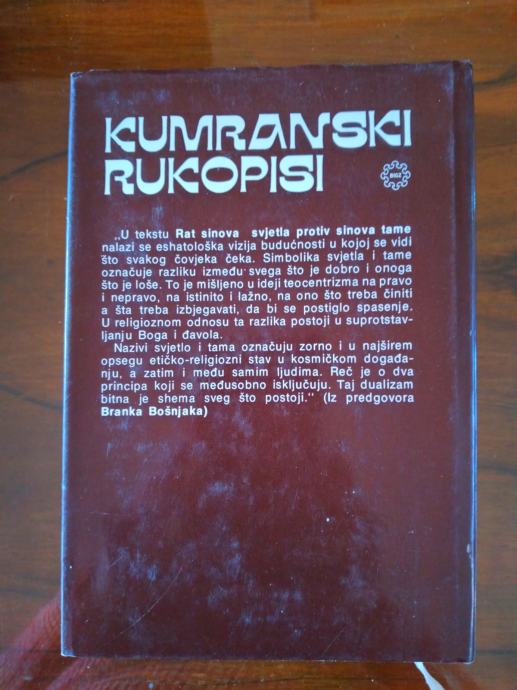 KUMRANSKI
RUKOPISI
BIGZ
„U tekstu Rat sinova svjetla protiv sinova tame
nalazi se eshatološka vizija budućnosti u kojoj se vidi
što svakog čovjeka čeka. Simbolika svjetla i tame
označuje razliku između svega što je dobro i onoga
što je loše. To je mišljeno u ideji teocentrizma na pravo
i nepravo, na istinito i lažno, na ono što treba činiti
a šta treba izbjegavati, da bi se postiglo spasenje.
U religioznom odnosu ta razlika postoji u suprotstav-
ljanju Boga i đavola.
Nazivi svjetlo i tama označuju zorno i u najširem
opsegu etičko-religiozni stav u kosmičkom događa-
nju, a zatim i među samim ljudima. Reč je o dva
principa koji se međusobno isključuju. Taj dualizam
bitna je shema sveg što postoji." (Iz predgovora
Branka Bošnjaka)